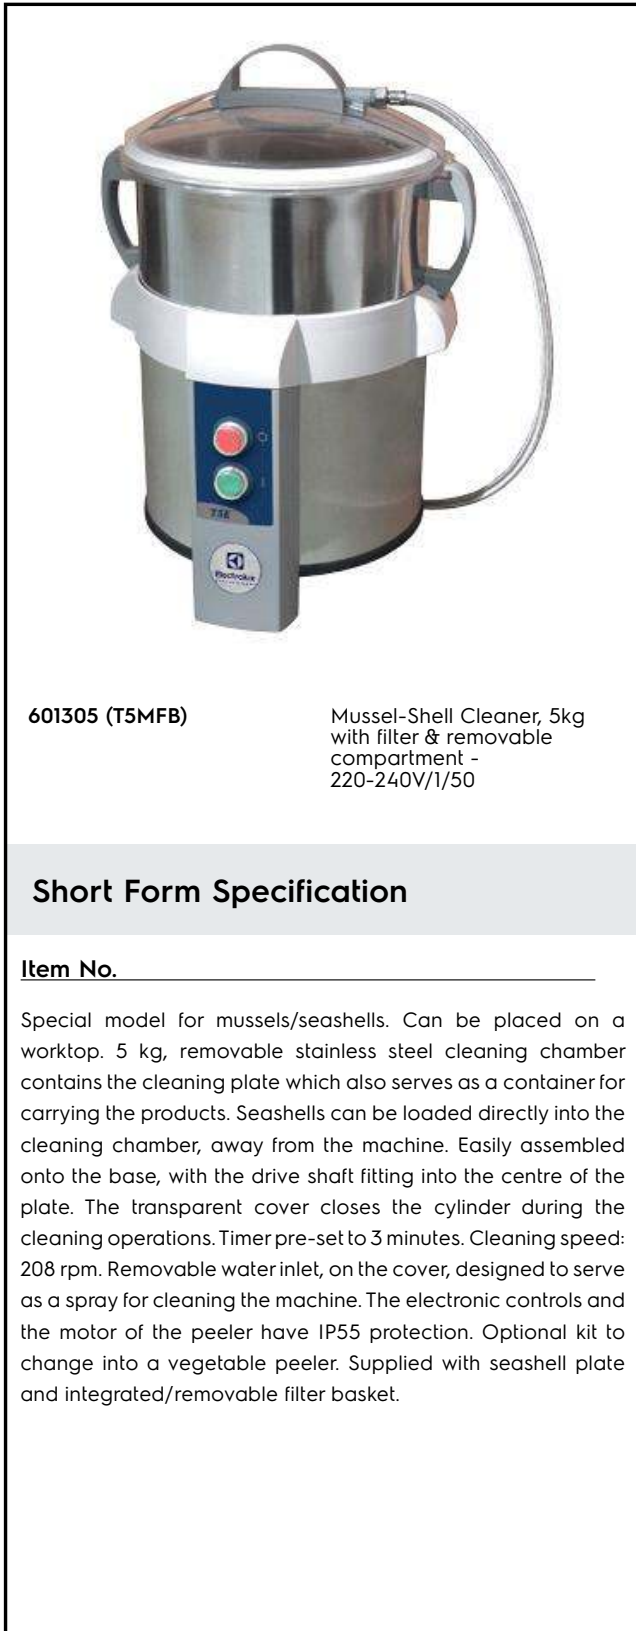 T5E
Electrolux
601305 (T5MFB)
Mussel-Shell Cleaner, 5kg
with filter & removable
compartment -
220-240V/1/50
Short Form Specification
Item No.
Special model for mussels/seashells. Can be placed on a
worktop. 5 kg, removable stainless steel cleaning chamber
contains the cleaning plate which also serves as a container for
carrying the products. Seashells can be loaded directly into the
cleaning chamber, away from the machine. Easily assembled
onto the base, with the drive shaft fitting into the centre of the
plate. The transparent cover closes the cylinder during the
cleaning operations. Timer pre-set to 3 minutes. Cleaning speed:
208 rpm. Removable water inlet, on the cover, designed to serve
as a spray for cleaning the machine. The electronic controls and
the motor of the peeler have IP55 protection. Optional kit to
change into a vegetable peeler. Supplied with seashell plate
and integrated/removable filter basket.